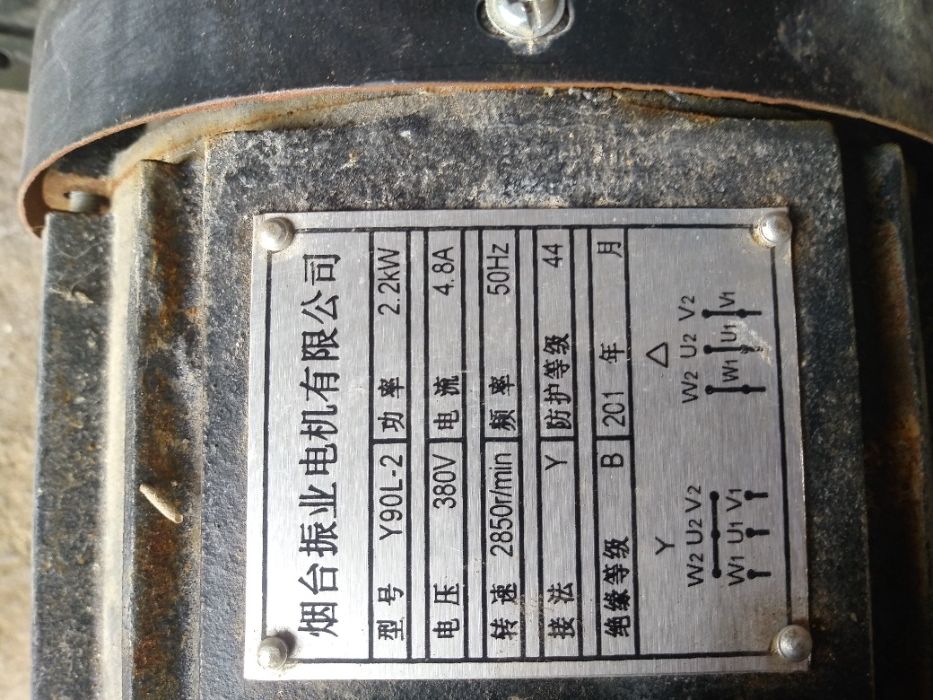 烟台振业电机有限公司
型号 Y90L-2 功率 2.2kW
电压 380V 电流 4.8A
转速 2850r/min 频率 50Hz
接法 Y 防护等级 44
绝缘等级 B 201 年 月
Y △
W2 U2 V2 W2 U2 V2
W1 U1 V1 W1 U1 V1